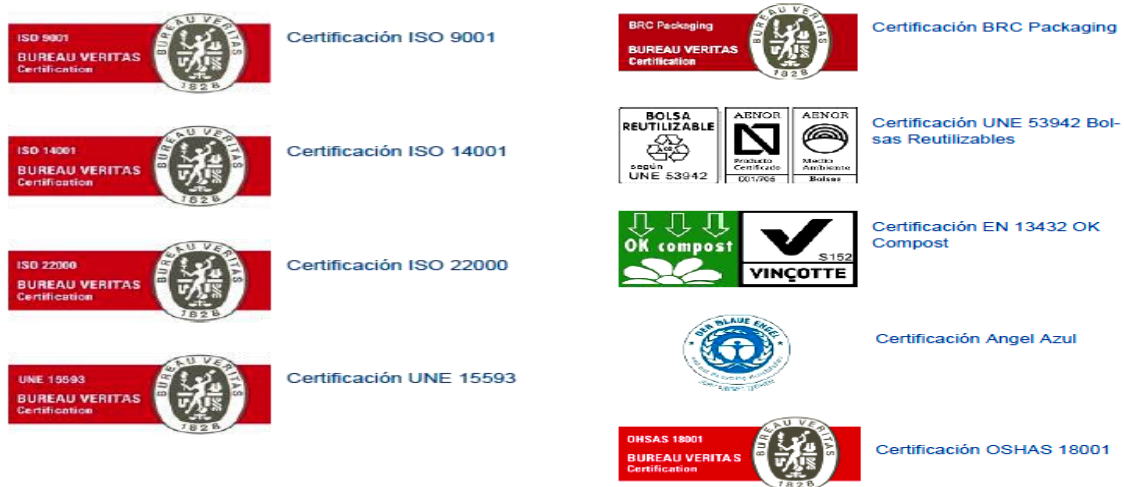 ISO 9001
BUREAU VERITAS
Certification
BUREAU VERITAS
1828
Certificación ISO 9001
ISO 14001
BUREAU VERITAS
Certification
BUREAU VERITAS
1828
Certificación ISO 14001
ISO 22000
BUREAU VERITAS
Certification
BUREAU VERITAS
1828
Certificación ISO 22000
UNE 15593
BUREAU VERITAS
Certification
BUREAU VERITAS
1828
Certificación UNE 15593
BRC Packaging
BUREAU VERITAS
Certification
BUREAU VERITAS
1828
Certificación BRC Packaging
BOLSA
REUTILIZABLE
según
UNE 53942
AENOR
Producto
Certificado
001/705
AENOR
Medio
Ambiente
Bolsas
Certificación UNE 53942 Bol-
sas Reutilizables
OK compost
S152
VINÇOTTE
Certificación EN 13432 OK
Compost
DER BLAUE ENGEL
Certificación Angel Azul
OHSAS 18001
BUREAU VERITAS
Certification
BUREAU VERITAS
1828
Certificación OSHAS 18001